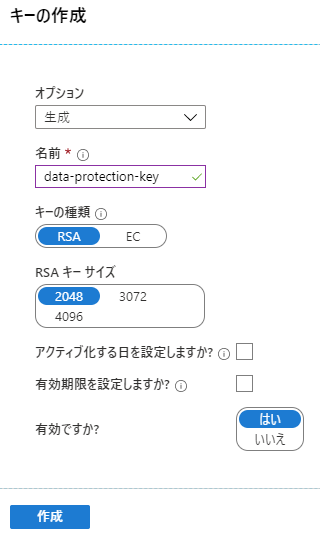 キーの作成
オプション
生成
名前 *
data-protection-key
キーの種類
RSA EC
RSA キー サイズ
2048 3072
4096
アクティブ化する日を設定しますか?
有効期限を設定しますか?
有効ですか?
はい
いいえ
作成